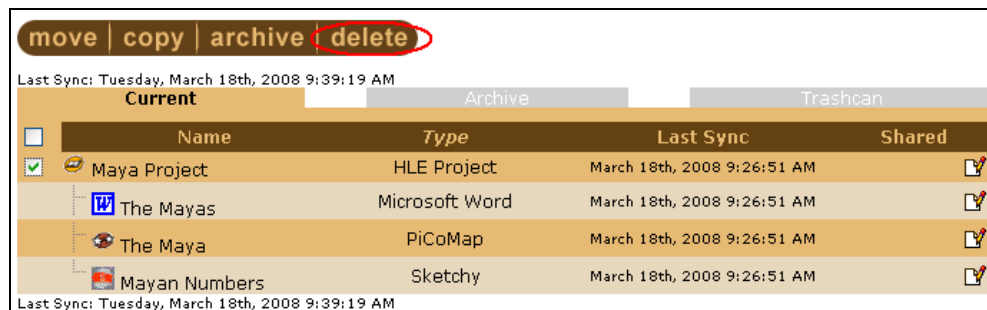 move | copy | archive | delete
Last Sync: Tuesday, March 18th, 2008 9:39:19 AM
Current Archive Trashcan
Name Type Last Sync Shared
Maya Project HLE Project March 18th, 2008 9:26:51 AM
The Mayas Microsoft Word March 18th, 2008 9:26:51 AM
The Maya PiCoMap March 18th, 2008 9:26:51 AM
Mayan Numbers Sketchy March 18th, 2008 9:26:51 AM
Last Sync: Tuesday, March 18th, 2008 9:39:19 AM